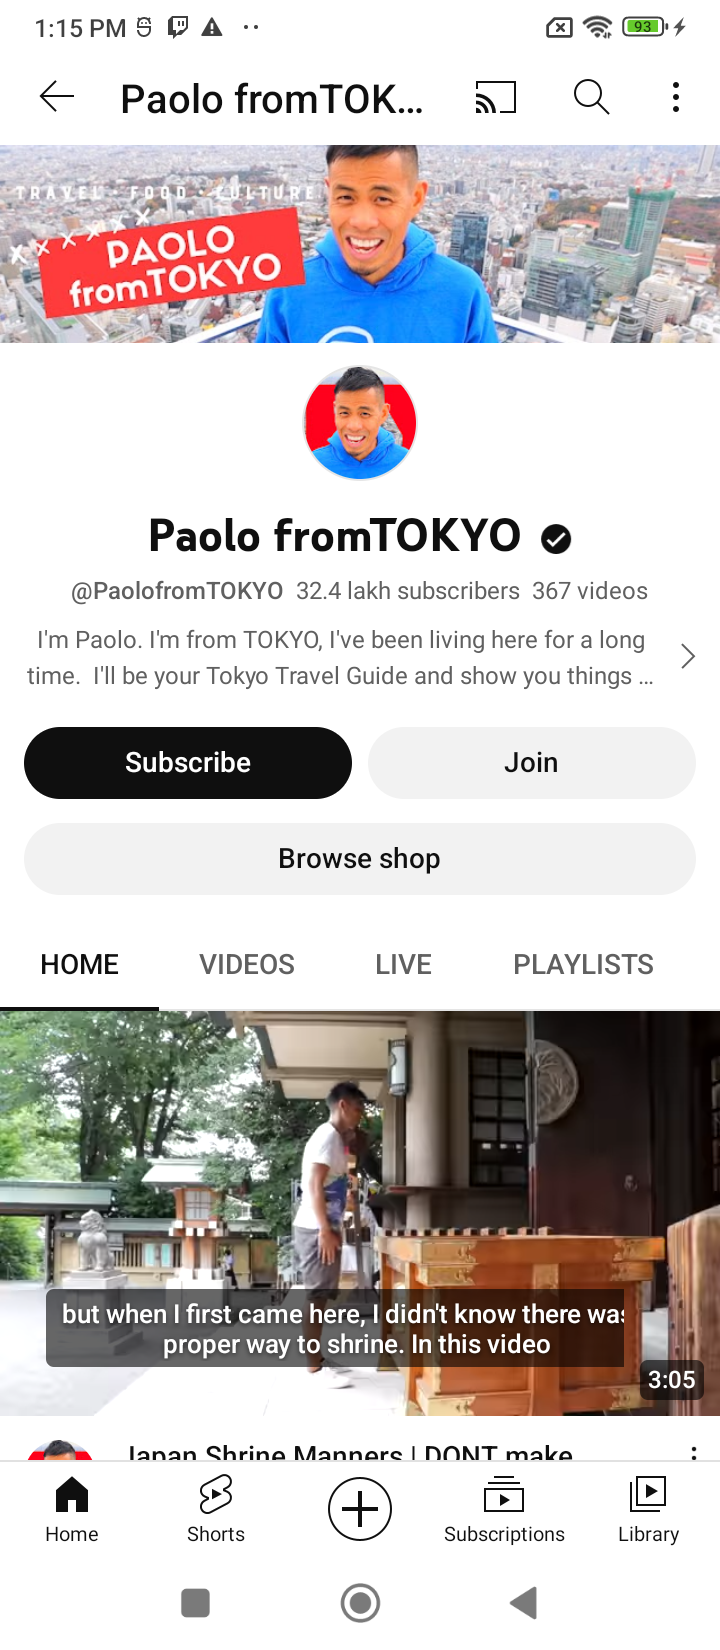 1:15 PM
93
Paolo fromTOK...
TRAVEL · FOOD · CULTURE
PAOLO
fromTOKYO
Paolo fromTOKYO
@PaolofromTOKYO 32.4 lakh subscribers 367 videos
I'm Paolo. I'm from TOKYO, I've been living here for a long
time. I'll be your Tokyo Travel Guide and show you things ...
Subscribe
Join
Browse shop
HOME
VIDEOS
LIVE
PLAYLISTS
but when I first came here, I didn't know there was
proper way to shrine. In this video
3:05
Japan Shrine Manners | DONT make
Home
Shorts
Subscriptions
Library